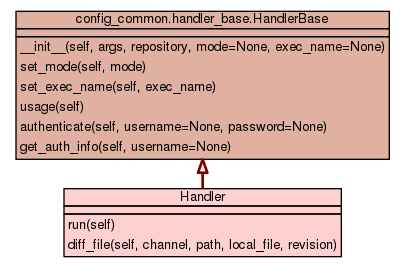 config_common.handler_base.HandlerBase
__init__(self, args, repository, mode=None, exec_name=None)
set_mode(self, mode)
set_exec_name(self, exec_name)
usage(self)
authenticate(self, username=None, password=None)
get_auth_info(self, username=None)
Handler
run(self)
diff_file(self, channel, path, local_file, revision)